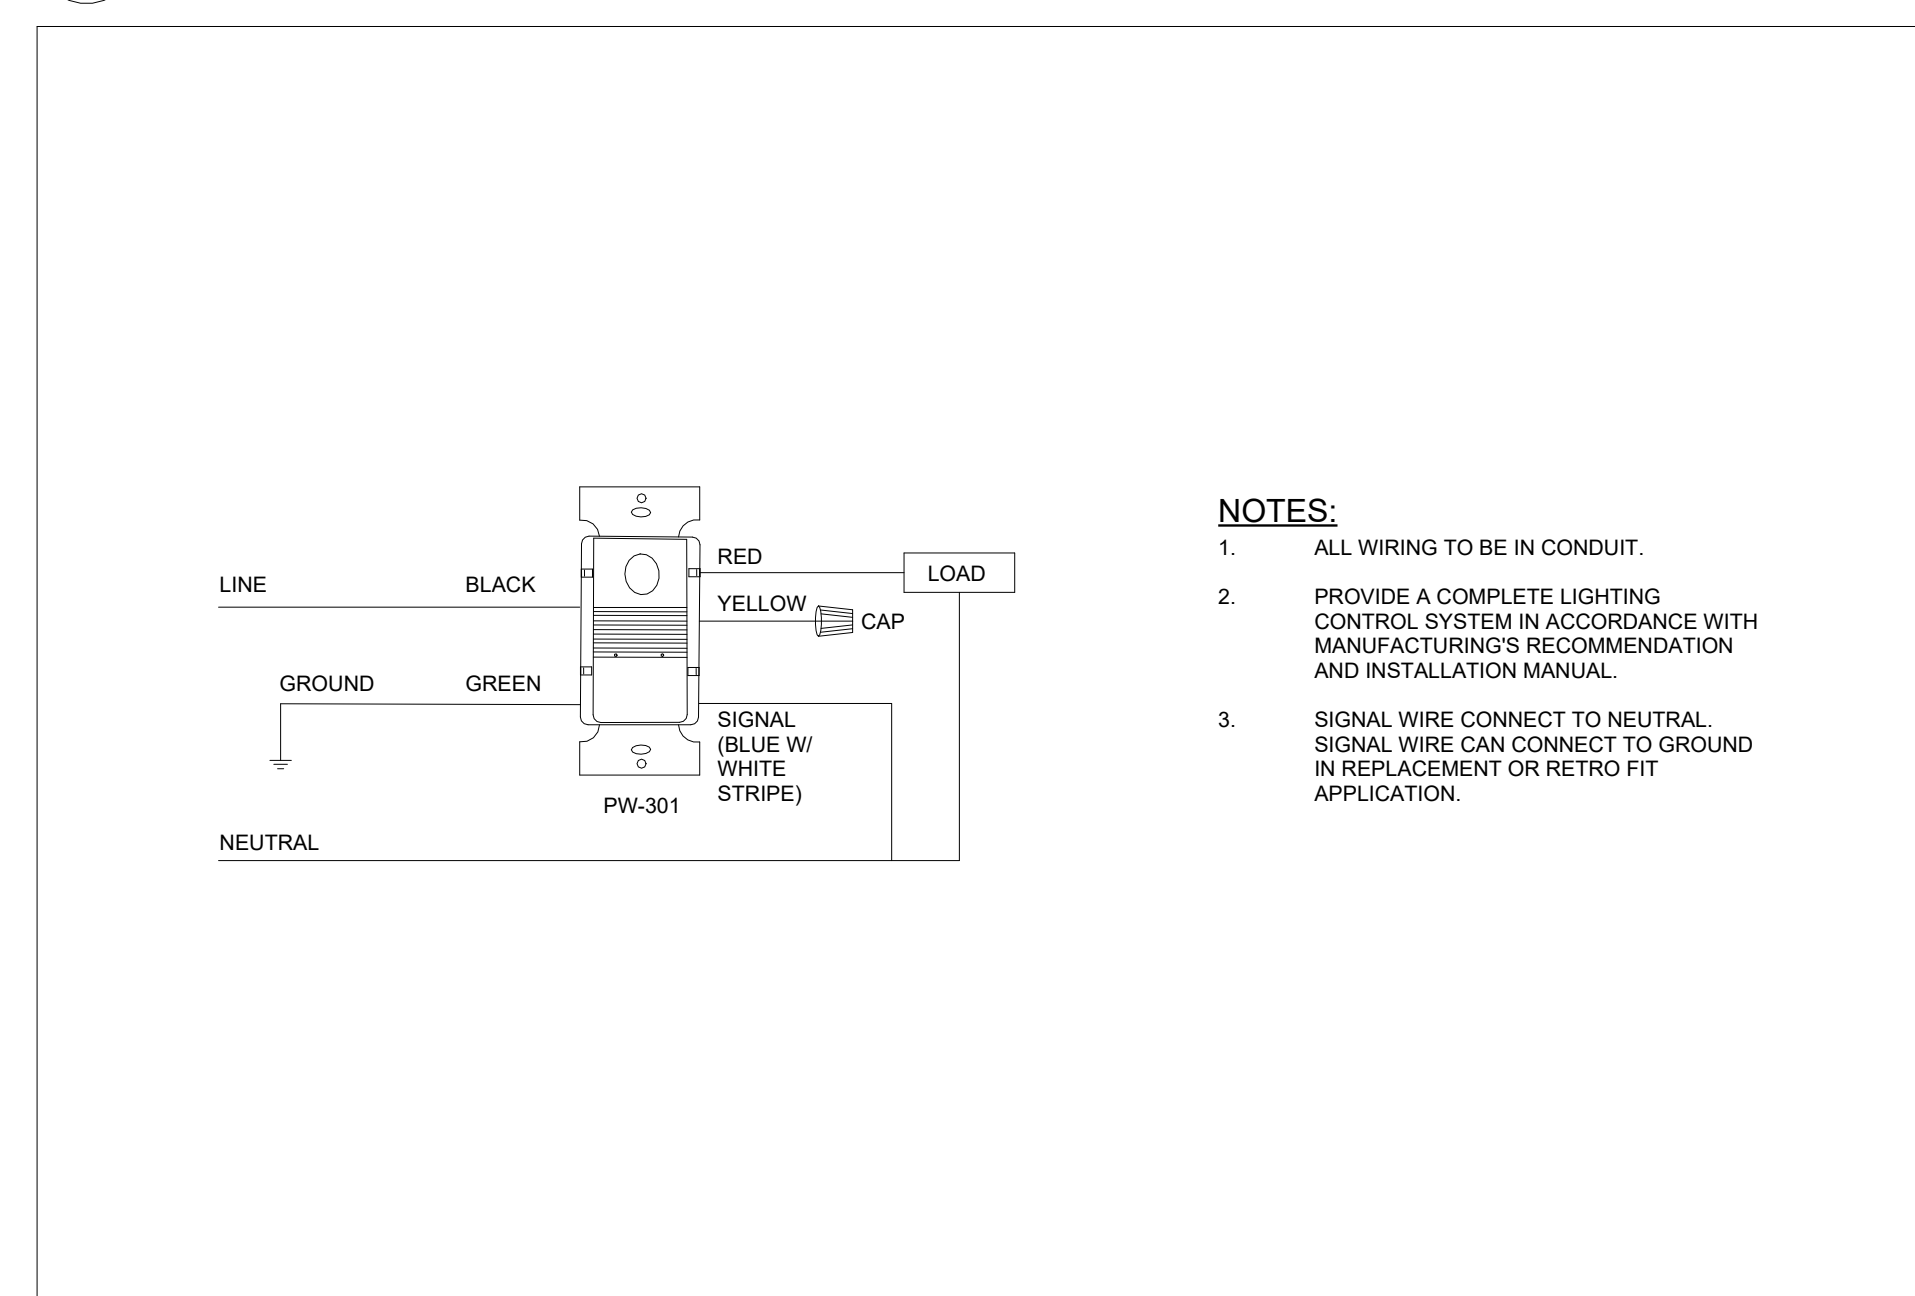 LINE
BLACK
GROUND
GREEN
NEUTRAL
RED
YELLOW
CAP
LOAD
SIGNAL
(BLUE W/
WHITE
STRIPE)
PW-301
NOTES:
1. ALL WIRING TO BE IN CONDUIT.
2. PROVIDE A COMPLETE LIGHTING
CONTROL SYSTEM IN ACCORDANCE WITH
MANUFACTURING'S RECOMMENDATION
AND INSTALLATION MANUAL.
3. SIGNAL WIRE CONNECT TO NEUTRAL.
SIGNAL WIRE CAN CONNECT TO GROUND
IN REPLACEMENT OR RETRO FIT
APPLICATION.